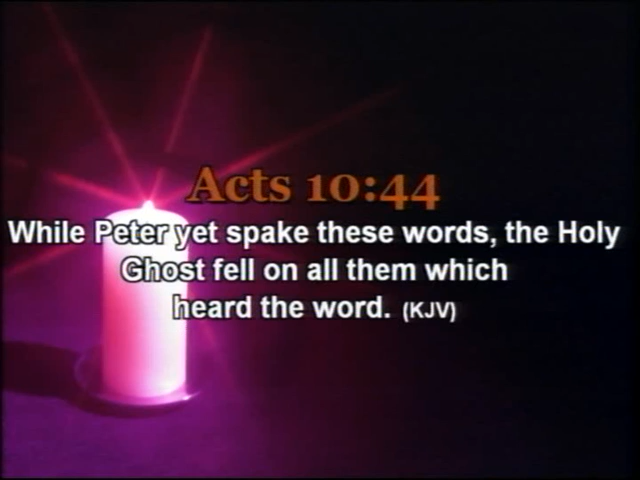 Acts 10:44
While Peter yet spake these words, the Holy
Ghost fell on all them which
heard the word. (KJV)